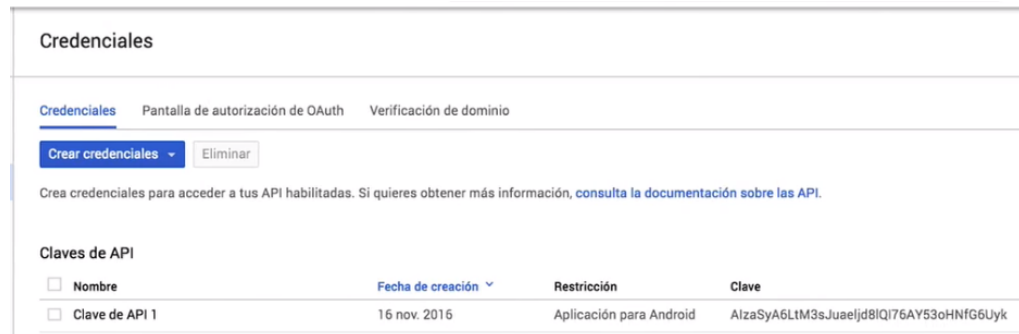 Credenciales
Credenciales Pantalla de autorización de OAuth Verificación de dominio
Crear credenciales Eliminar
Crea credenciales para acceder a tus API habilitadas. Si quieres obtener más información, consulta la documentación sobre las API.
Claves de API
Nombre Fecha de creación Restricción Clave
Clave de API 1 16 nov. 2016 Aplicación para Android AIzaSyA6LtM3sJuaeljd8lQI76AY53oHNfG6Uyk